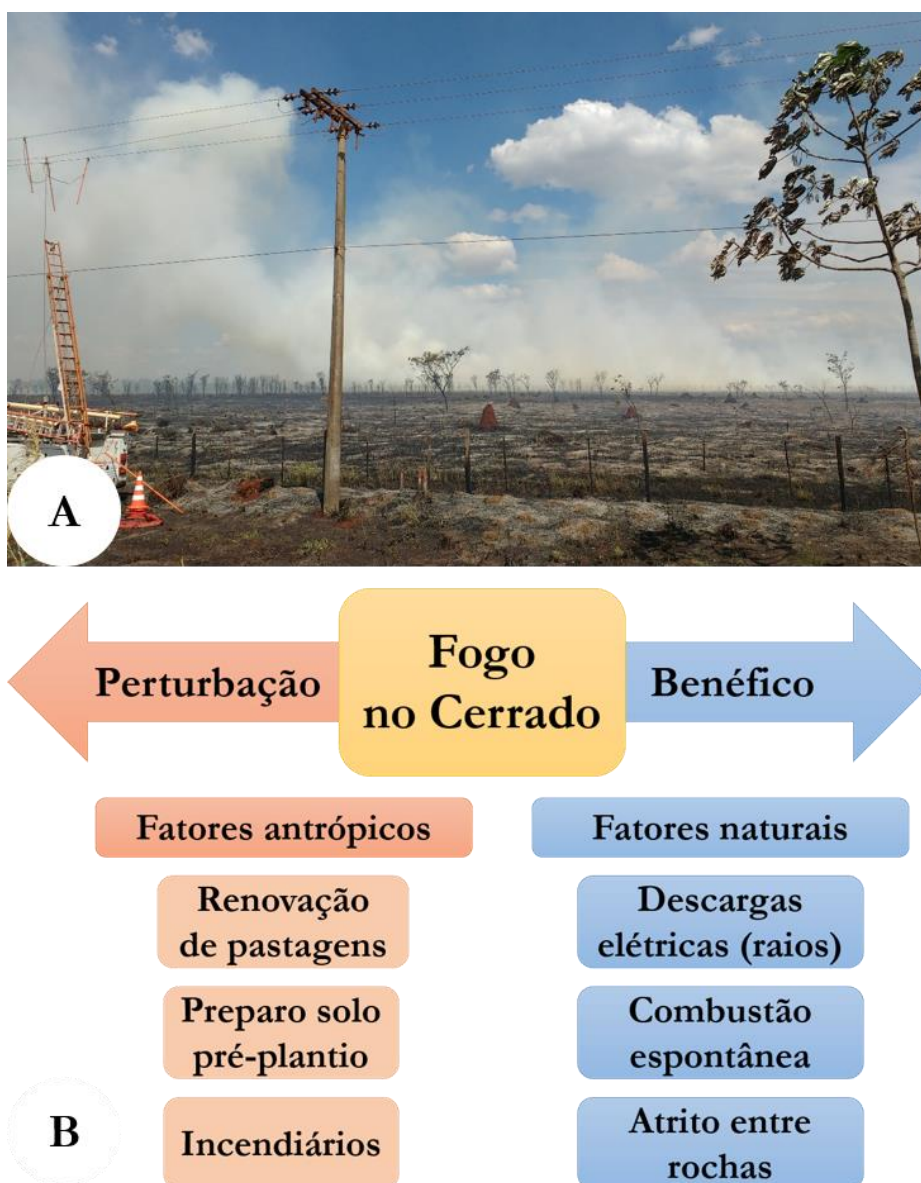 A
Fogo
no Cerrado
Perturbação
Benéfico
Fatores antrópicos
Renovação
de pastagens
Preparo solo
pré-plantio
Incendiários
Fatores naturais
Descargas
elétricas (raios)
Combustão
espontânea
Atrito entre
rochas
B